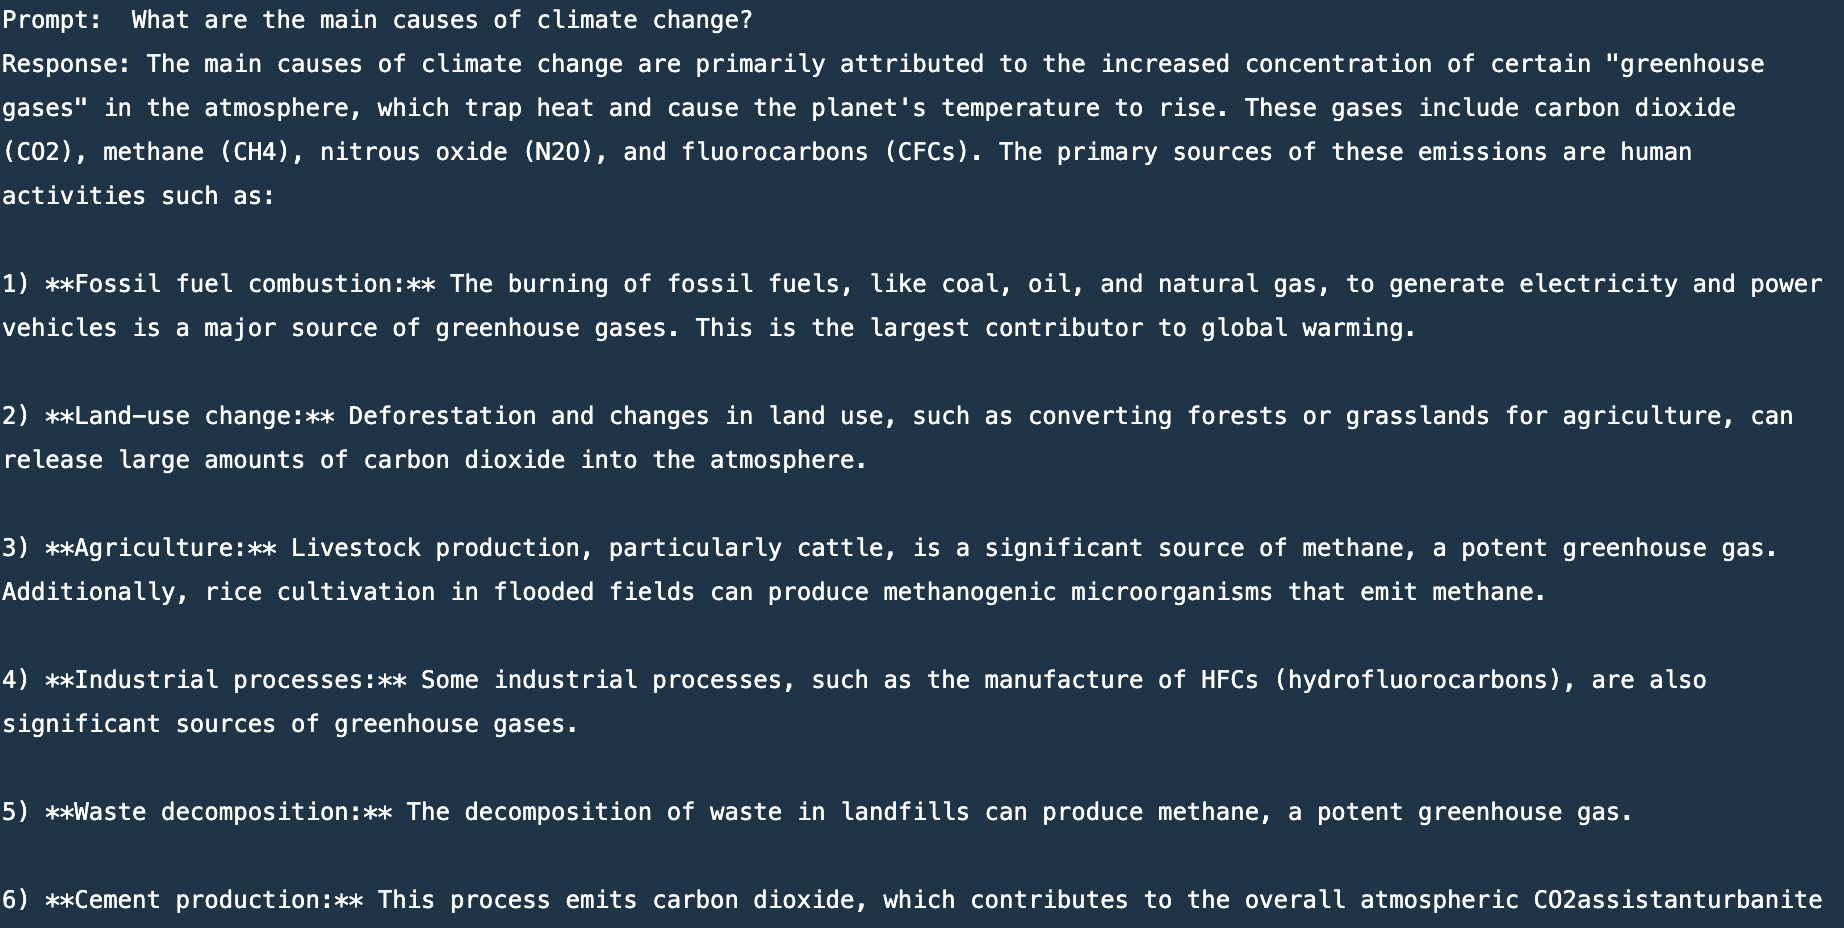 Prompt:  What are the main causes of climate change?
Response: The main causes of climate change are primarily attributed to the increased concentration of certain "greenhouse
gases" in the atmosphere, which trap heat and cause the planet's temperature to rise. These gases include carbon dioxide
(CO2), methane (CH4), nitrous oxide (N2O), and fluorocarbons (CFCs). The primary sources of these emissions are human
activities such as:
1) **Fossil fuel combustion:** The burning of fossil fuels, like coal, oil, and natural gas, to generate electricity and power
vehicles is a major source of greenhouse gases. This is the largest contributor to global warming.
2) **Land-use change:** Deforestation and changes in land use, such as converting forests or grasslands for agriculture, can
release large amounts of carbon dioxide into the atmosphere.
3) **Agriculture:** Livestock production, particularly cattle, is a significant source of methane, a potent greenhouse gas.
Additionally, rice cultivation in flooded fields can produce methanogenic microorganisms that emit methane.
4) **Industrial processes:** Some industrial processes, such as the manufacture of HFCs (hydrofluorocarbons), are also
significant sources of greenhouse gases.
5) **Waste decomposition:** The decomposition of waste in landfills can produce methane, a potent greenhouse gas.
6) **Cement production:** This process emits carbon dioxide, which contributes to the overall atmospheric CO2assistanturbanite